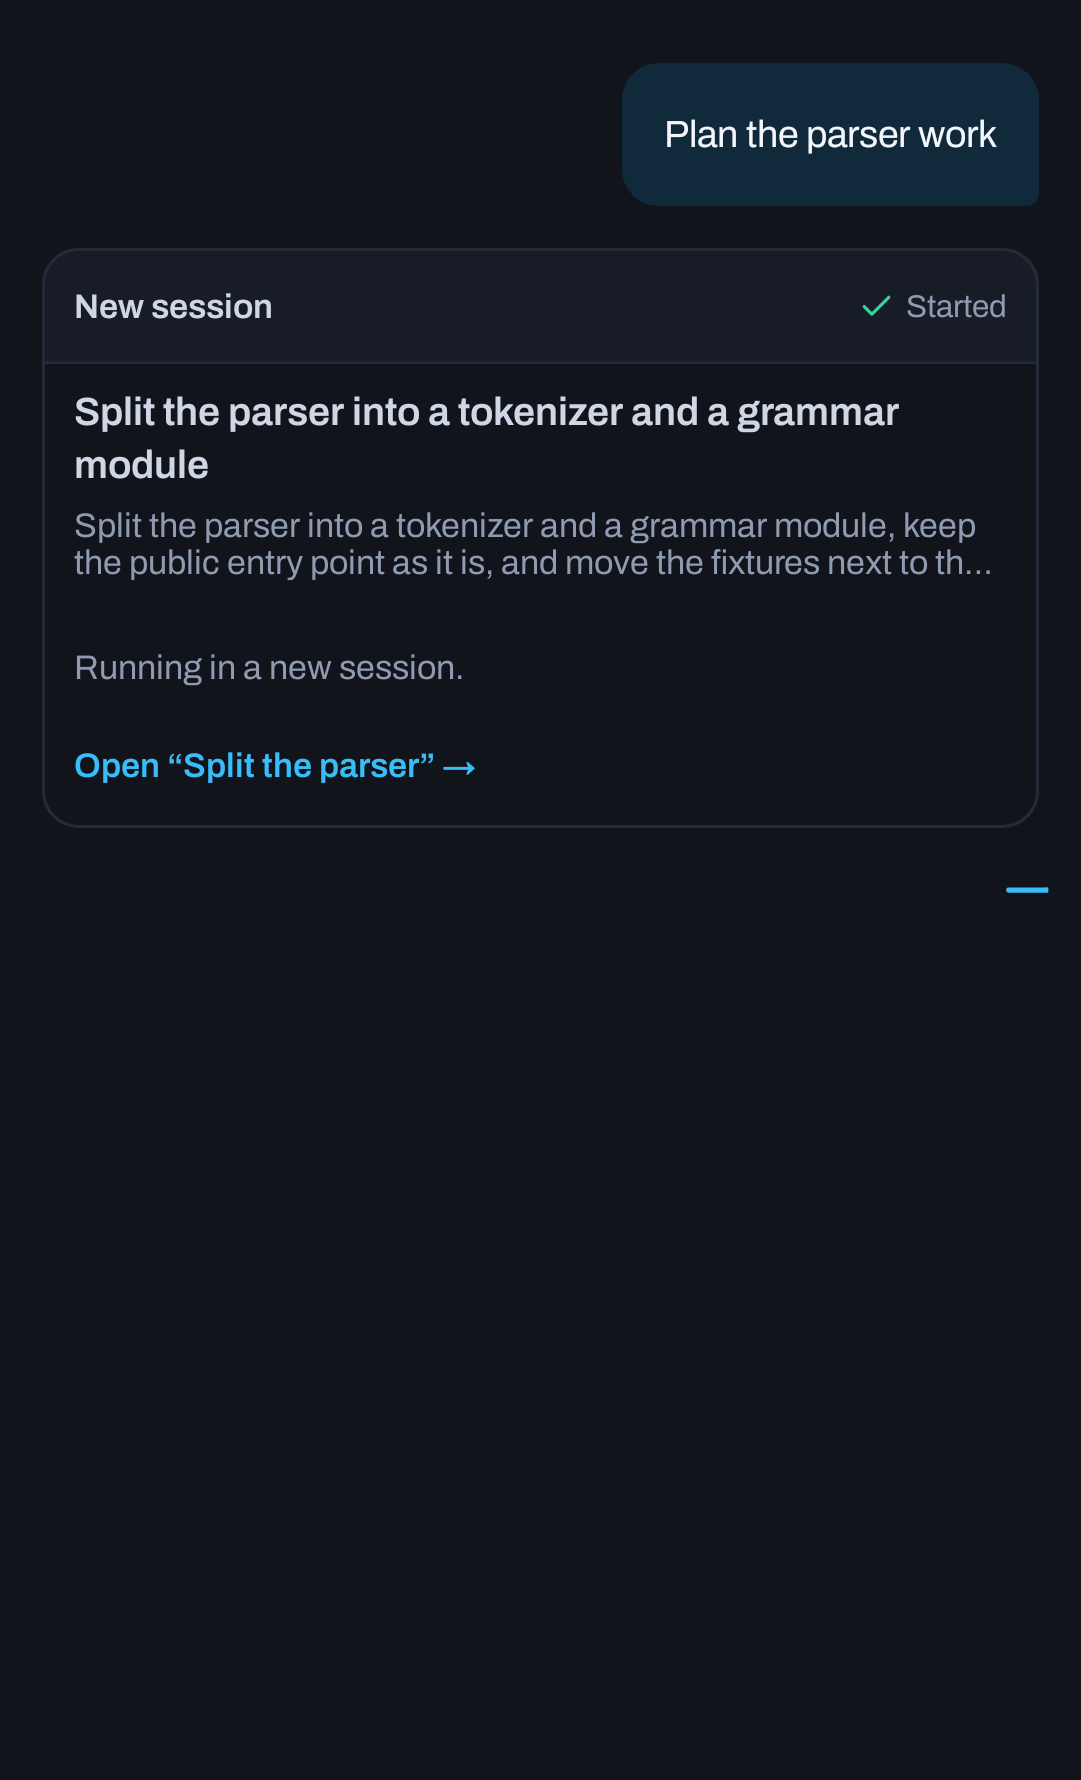 Plan the parser work
New session
Started
Split the parser into a tokenizer and a grammar
module
Split the parser into a tokenizer and a grammar module, keep
the public entry point as it is, and move the fixtures next to th…
Running in a new session.
Open “Split the parser” →